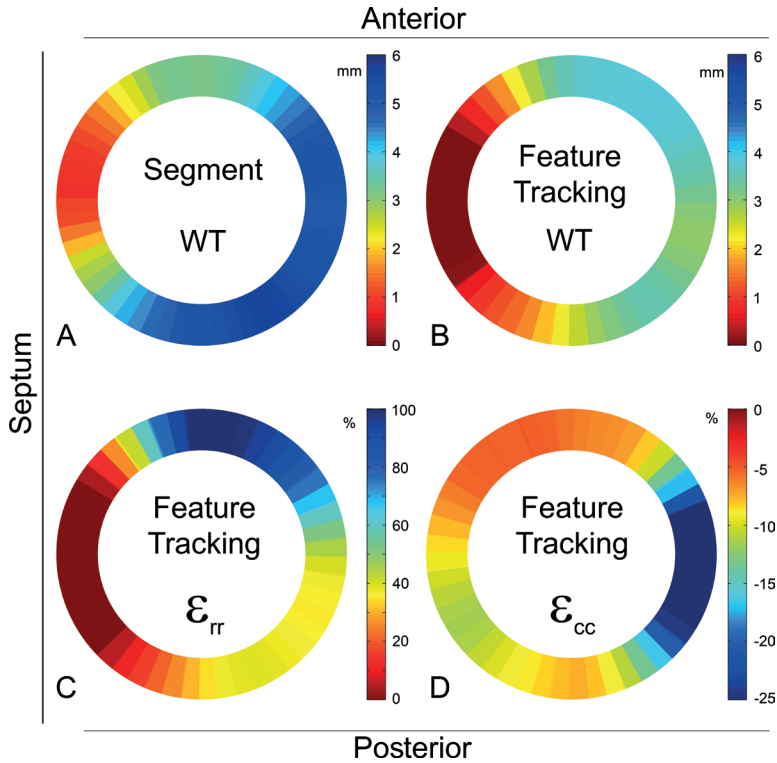 Anterior
Septum
mm
6
5
4
3
2
1
0
Segment
WT
A
mm
6
5
4
3
2
1
0
Feature
Tracking
WT
B
%
100
80
60
40
20
0
Feature
Tracking
εrr
C
%
0
-5
-10
-15
-20
-25
Feature
Tracking
εcc
D
Posterior